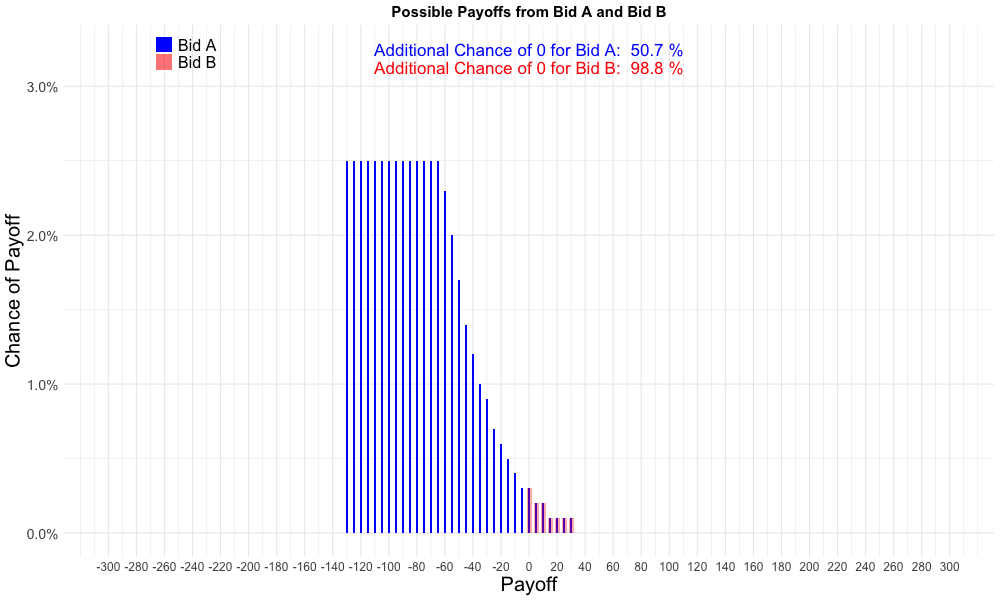 Possible Payoffs from Bid A and Bid B
Bid A
Bid B
Additional Chance of 0 for Bid A: 50.7 %
Additional Chance of 0 for Bid B: 98.8 %
Chance of Payoff
3.0%
2.0%
1.0%
0.0%
-300 -280 -260 -240 -220 -200 -180 -160 -140 -120 -100 -80 -60 -40 -20 0 20 40 60 80 100 120 140 160 180 200 220 240 260 280 300
Payoff